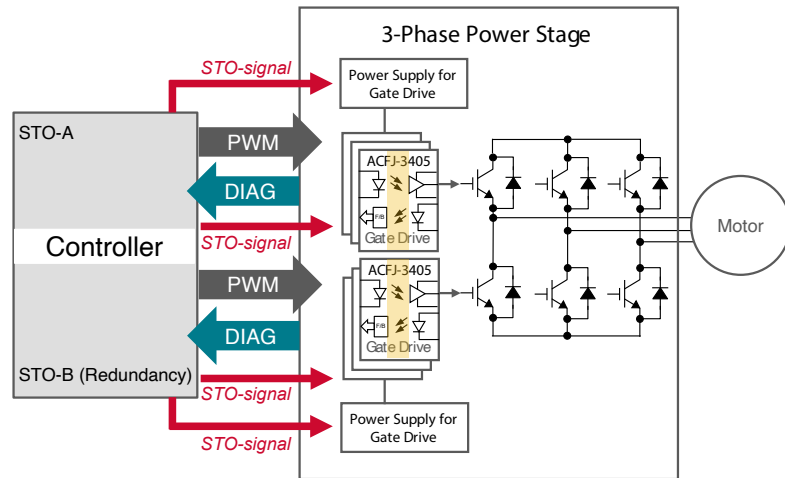 3-Phase Power Stage
STO-signal
Power Supply for
Gate Drive
STO-A
PWM
ACFJ-3405
DIAG
F/B
Gate Drive
STO-signal
Controller
Motor
ACFJ-3405
PWM
F/B
DIAG
Gate Drive
STO-B (Redundancy)
STO-signal
Power Supply for
Gate Drive
STO-signal